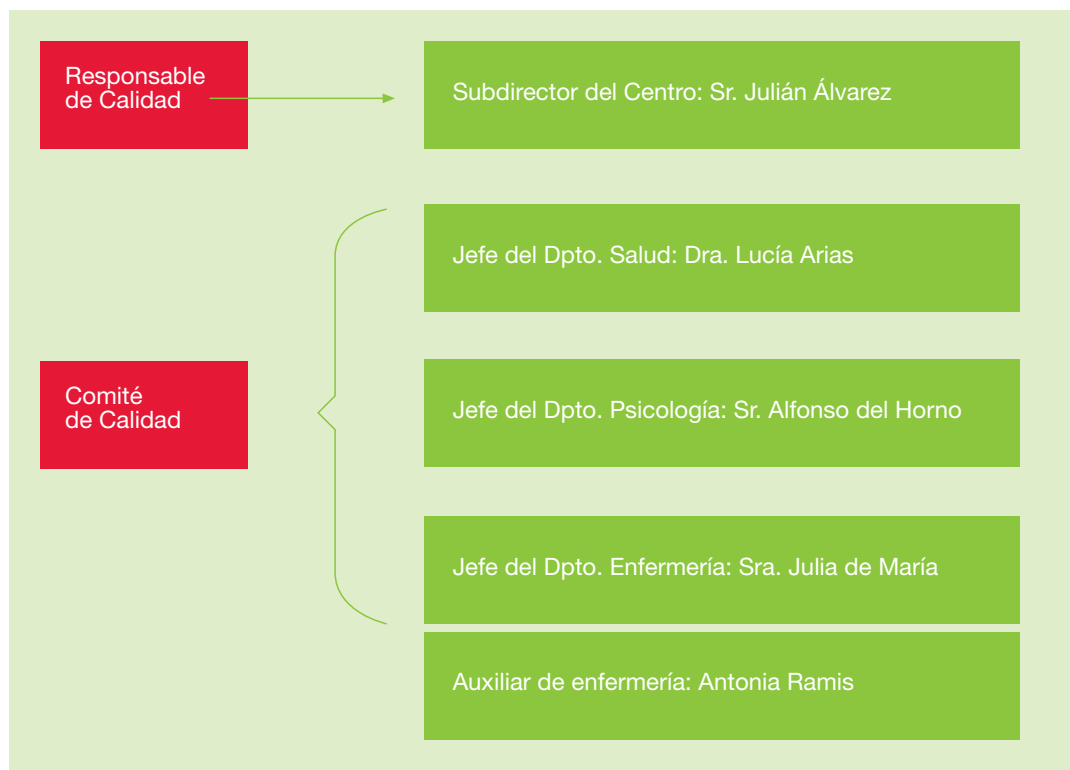 Responsable
de Calidad
Subdirector del Centro: Sr. Julián Álvarez
Jefe del Dpto. Salud: Dra. Lucía Arias
Comité
de Calidad
Jefe del Dpto. Psicología: Sr. Alfonso del Horno
Jefe del Dpto. Enfermería: Sra. Julia de María
Auxiliar de enfermería: Antonia Ramis